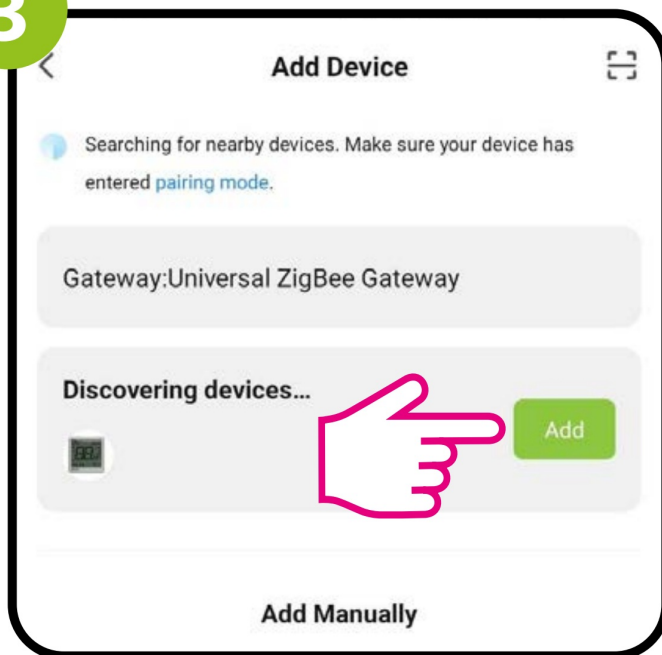 3
Add Device
Searching for nearby devices. Make sure your device has
entered pairing mode.
Gateway:Universal ZigBee Gateway
Discovering devices...
Add
Add Manually